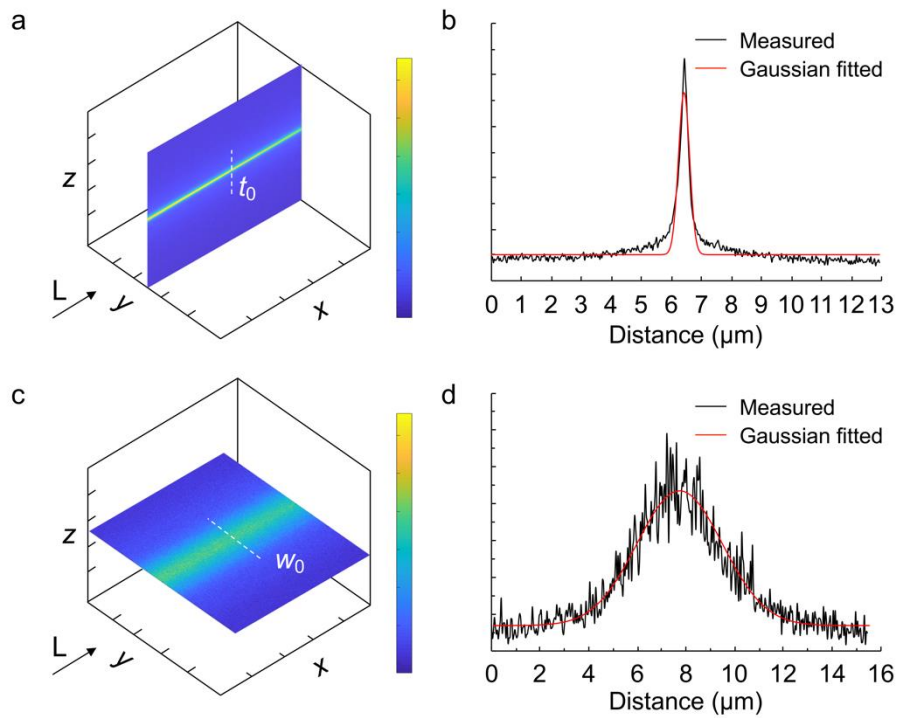 a
z
t0
L
y
x
b
Measured
Gaussian fitted
0 1 2 3 4 5 6 7 8 9 10 11 12 13
Distance (µm)
c
z
w0
L
y
x
d
Measured
Gaussian fitted
0 2 4 6 8 10 12 14 16
Distance (µm)